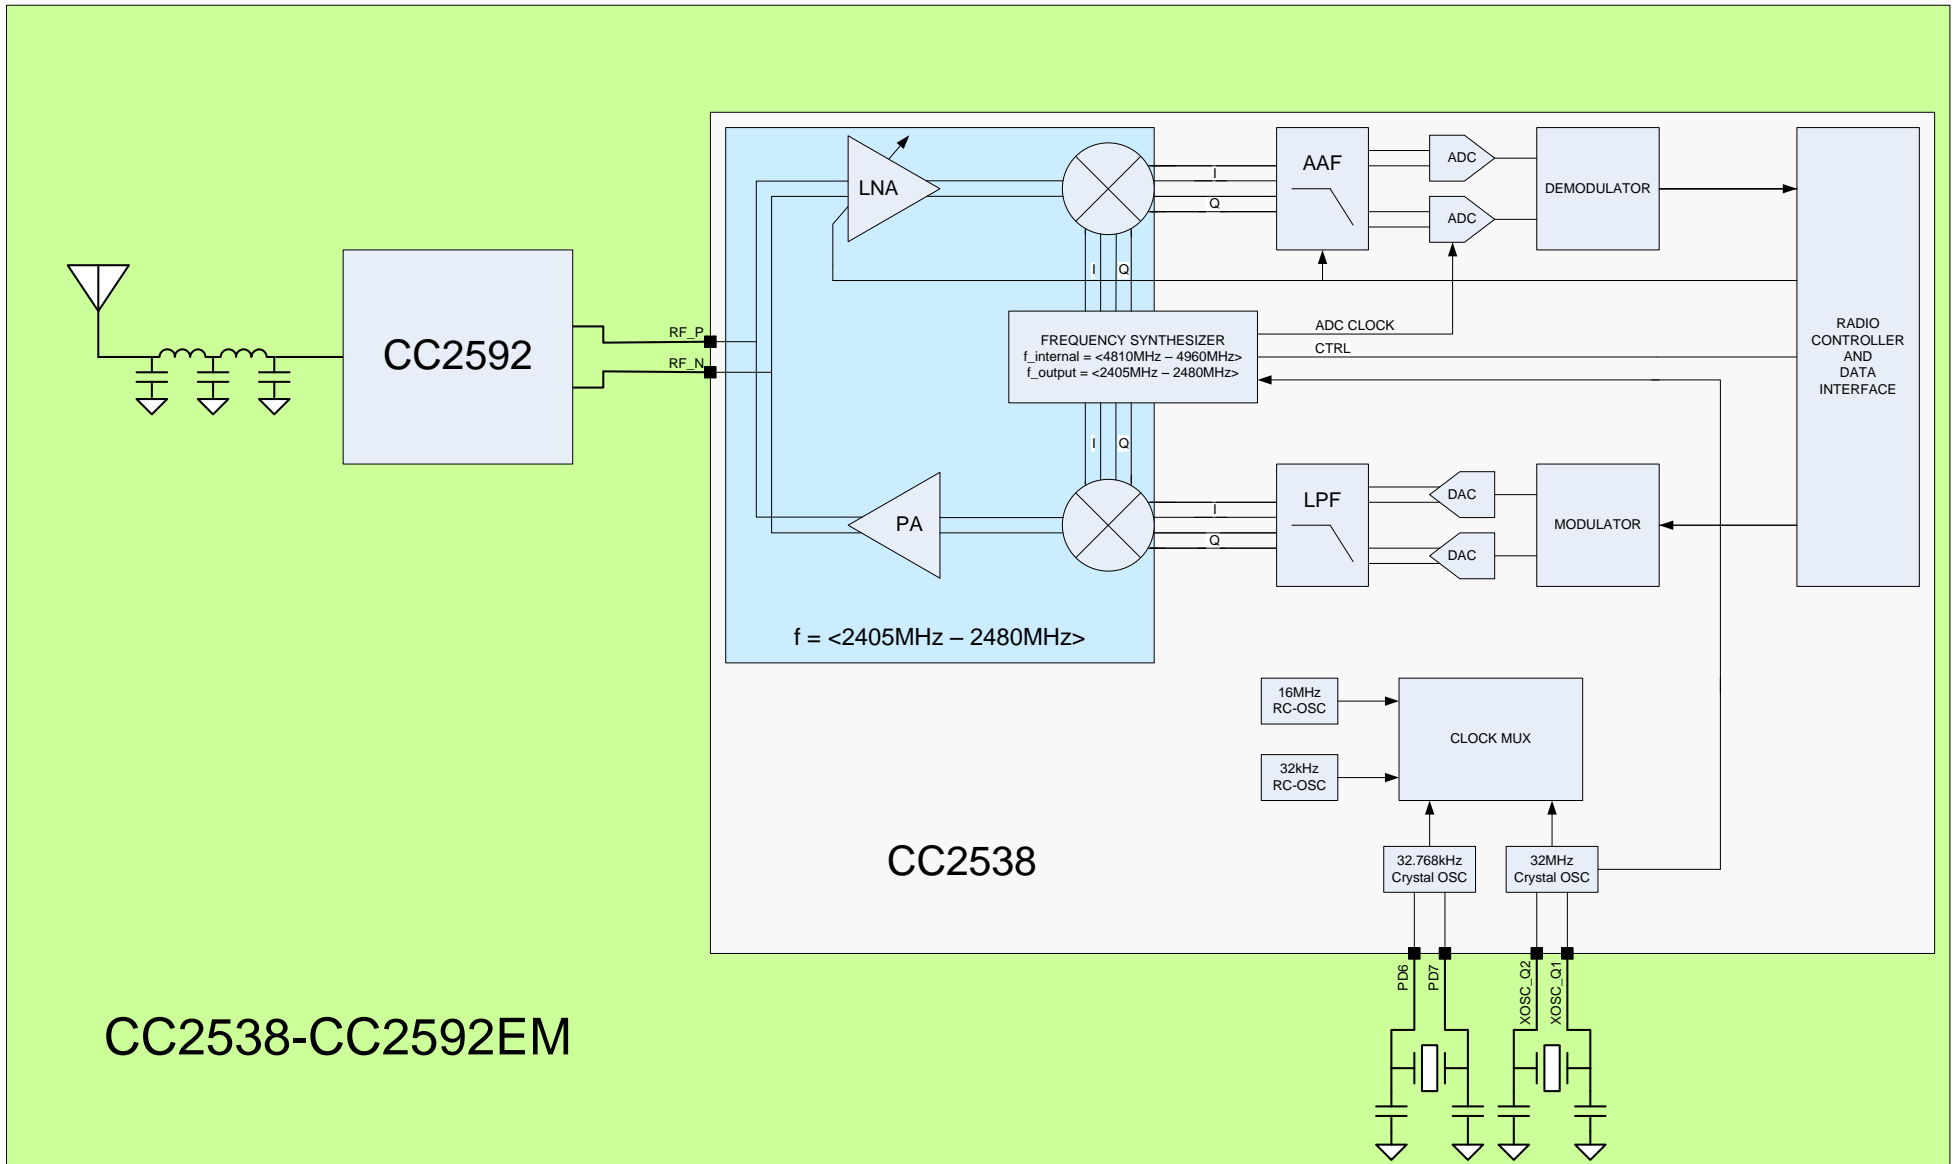 LNA
I
Q
AAF
ADC
ADC
DEMODULATOR
I
Q
CC2592
RF_P
RF_N
FREQUENCY SYNTHESIZER
f_internal = <4810MHz – 4960MHz>
f_output = <2405MHz – 2480MHz>
ADC CLOCK
CTRL
RADIO
CONTROLLER
AND
DATA
INTERFACE
I
Q
PA
I
Q
LPF
DAC
DAC
MODULATOR
f = <2405MHz – 2480MHz>
16MHz
RC-OSC
32kHz
RC-OSC
CLOCK MUX
CC2538
32.768kHz
Crystal OSC
32MHz
Crystal OSC
PD6
PD7
XOSC_Q2
XOSC_Q1
CC2538-CC2592EM